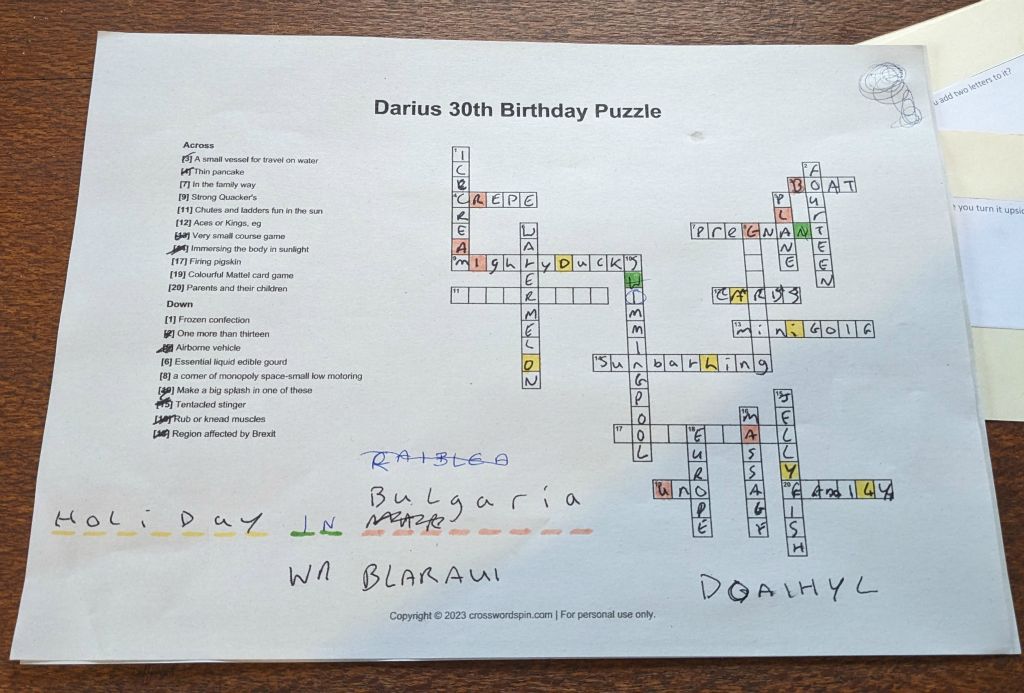 Darius 30th Birthday Puzzle
Across
[3] A small vessel for travel on water
[4] Thin pancake
[7] In the family way
[9] Strong Quacker's
[11] Chutes and ladders fun in the sun
[12] Aces or Kings, eg
[13] Very small course game
[14] Immersing the body in sunlight
[17] Firing pigskin
[19] Colourful Mattel card game
[20] Parents and their children
Down
[1] Frozen confection
[2] One more than thirteen
Airborne vehicle
[6] Essential liquid edible gourd
[8] a corner of monopoly space-small low motoring
[10] Make a big splash in one of these
[15] Tentacled stinger
Rub or knead muscles
[18] Region affected by Brexit
ICECREAM
CREPE
WATERMELON
mighty Ducks
SWIMMINGPOOL
FOurTEEN
BOAT
PLANE
PreGNANT
CARDS
miniGolf
Sunbathing
JELLYFISH
MASSAGE
EUROPE
unO
FAmily
RAIBLEA
BuLgaria
HoLiDay IN
WN BLARAUI
DOAIHYL
u add two letters to it?
you turn it upsid
Copyright © 2023 crosswordspin.com | For personal use only.